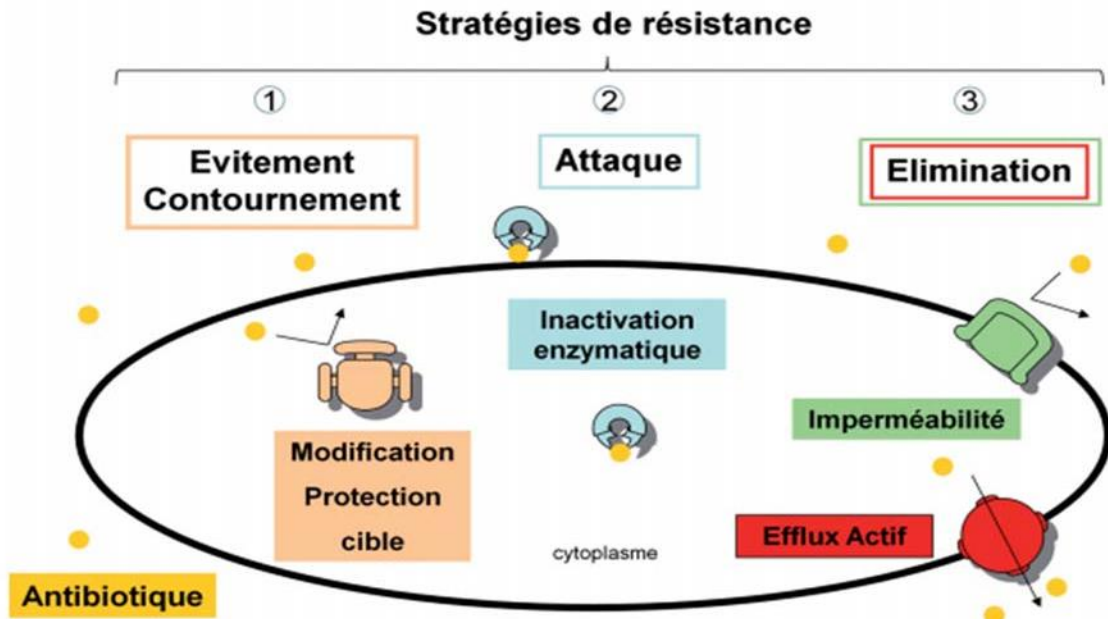 Stratégies de résistance
① ② ③
Evitement
Contournement
Attaque
Elimination
Inactivation
enzymatique
Imperméabilité
Modification
Protection
cible
Efflux Actif
cytoplasme
Antibiotique